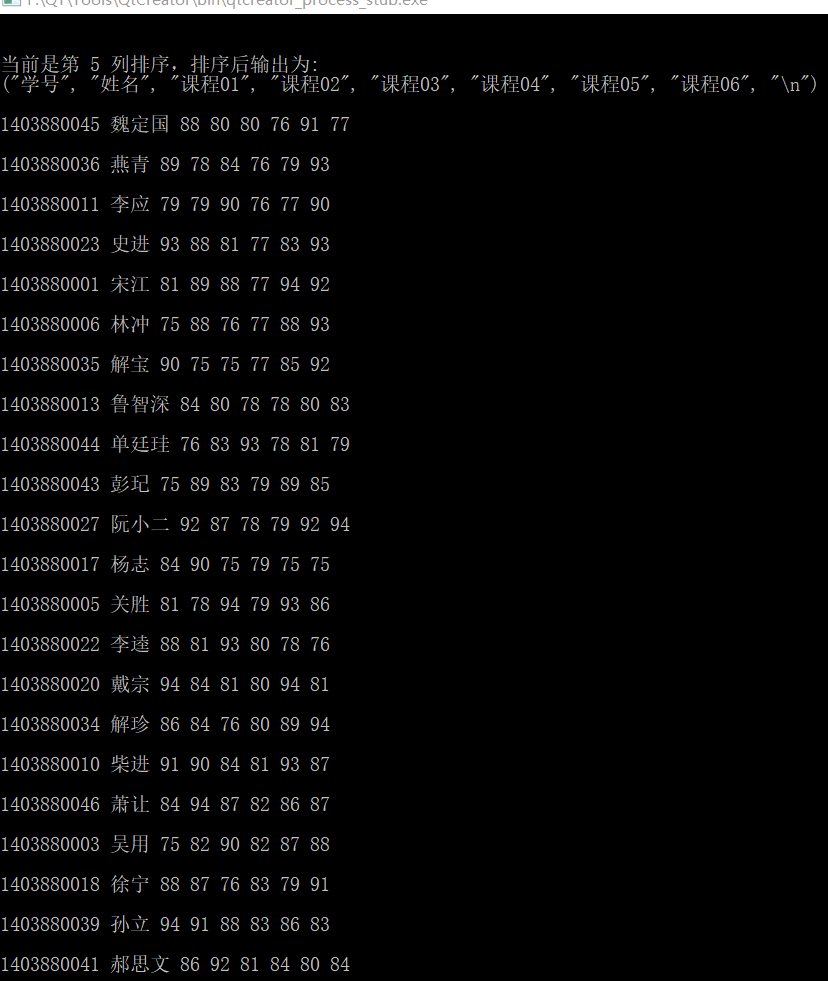 F:\QT\Tools\QtCreator\bin\qtcreator_process_stub.exe
当前是第 5 列排序，排序后输出为:
("学号", "姓名", "课程01", "课程02", "课程03", "课程04", "课程05", "课程06", "\n")
1403880045 魏定国 88 80 80 76 91 77
1403880036 燕青 89 78 84 76 79 93
1403880011 李应 79 79 90 76 77 90
1403880023 史进 93 88 81 77 83 93
1403880001 宋江 81 89 88 77 94 92
1403880006 林冲 75 88 76 77 88 93
1403880035 解宝 90 75 75 77 85 92
1403880013 鲁智深 84 80 78 78 80 83
1403880044 单廷珪 76 83 93 78 81 79
1403880043 彭玘 75 89 83 79 89 85
1403880027 阮小二 92 87 78 79 92 94
1403880017 杨志 84 90 75 79 75 75
1403880005 关胜 81 78 94 79 93 86
1403880022 李逵 88 81 93 80 78 76
1403880020 戴宗 94 84 81 80 94 81
1403880034 解珍 86 84 76 80 89 94
1403880010 柴进 91 90 84 81 93 87
1403880046 萧让 84 94 87 82 86 87
1403880003 吴用 75 82 90 82 87 88
1403880018 徐宁 88 87 76 83 79 91
1403880039 孙立 94 91 88 83 86 83
1403880041 郝思文 86 92 81 84 80 84